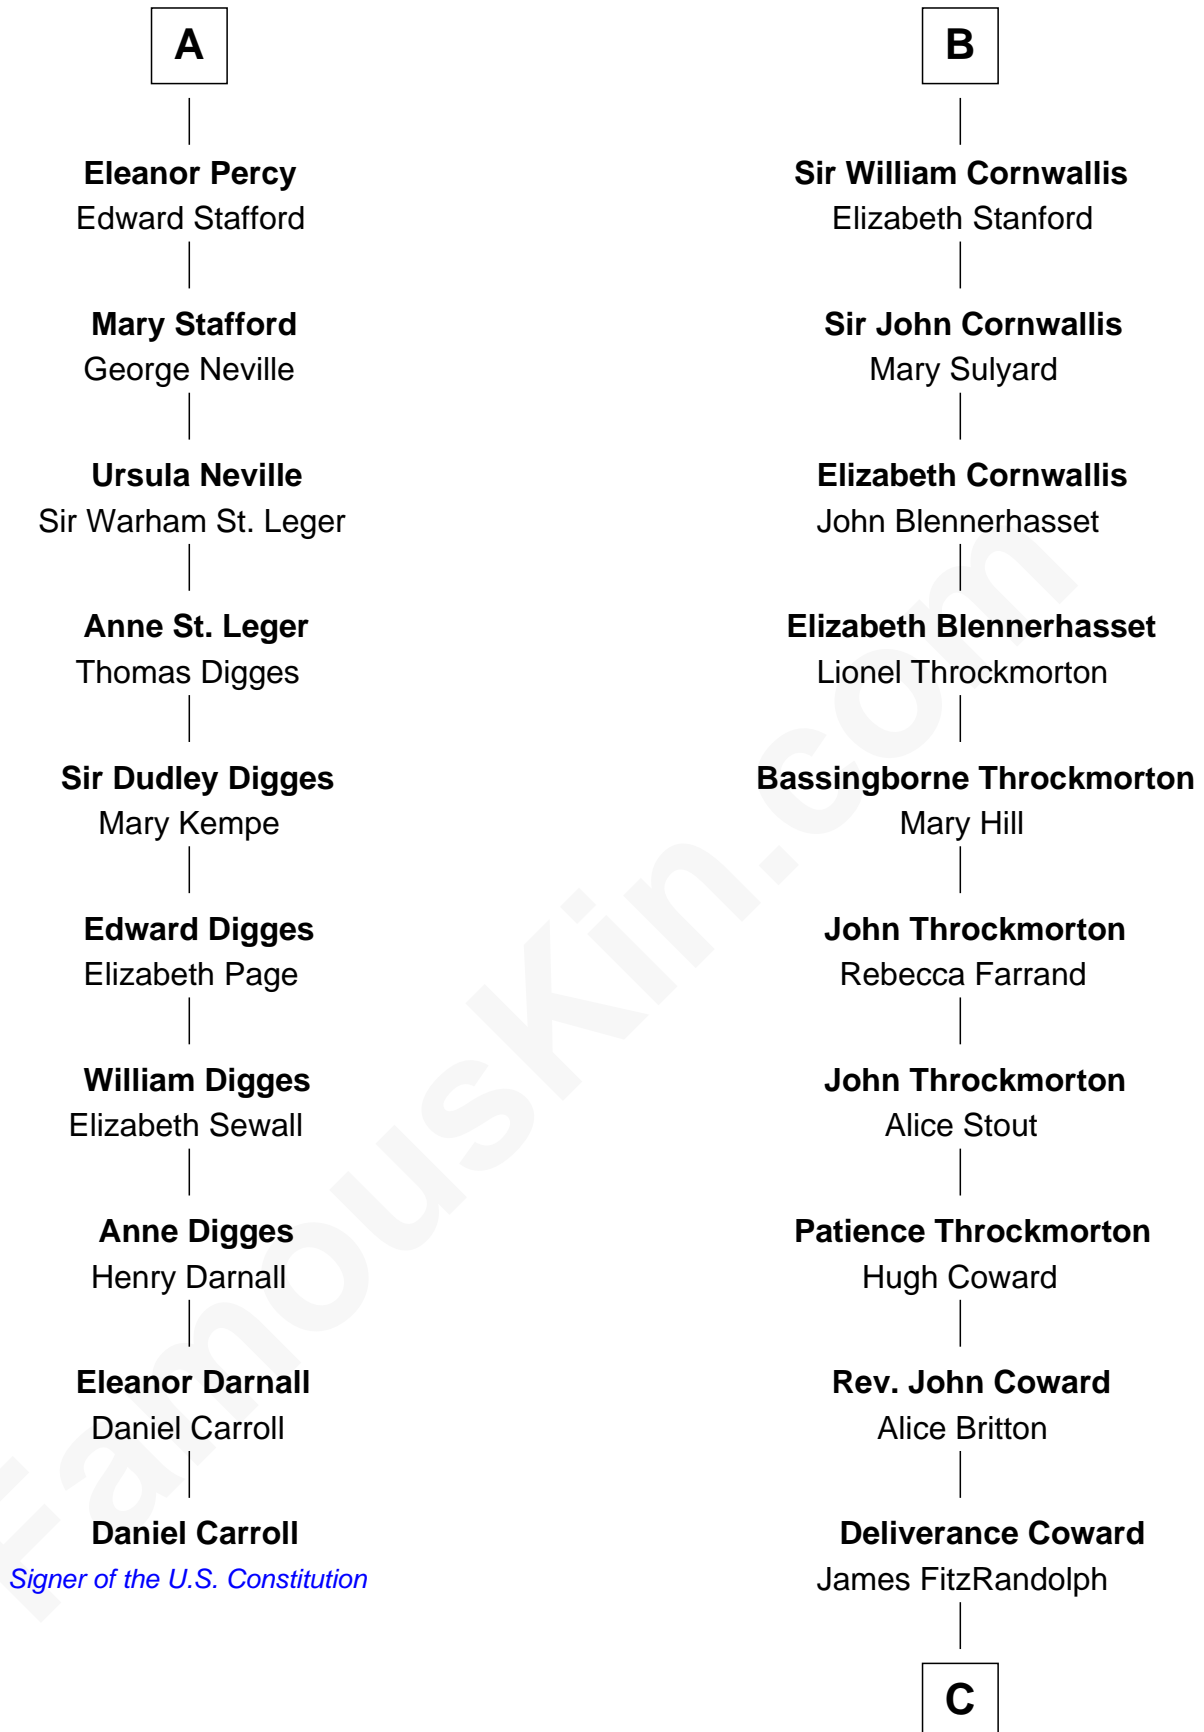 A
Eleanor Percy
Edward Stafford
Mary Stafford
George Neville
Ursula Neville
Sir Warham St. Leger
Anne St. Leger
Thomas Digges
Sir Dudley Digges
Mary Kempe
Edward Digges
Elizabeth Page
William Digges
Elizabeth Sewall
Anne Digges
Henry Darnall
Eleanor Darnall
Daniel Carroll
Daniel Carroll
Signer of the U.S. Constitution
B
Sir William Cornwallis
Elizabeth Stanford
Sir John Cornwallis
Mary Sulyard
Elizabeth Cornwallis
John Blennerhasset
Elizabeth Blennerhasset
Lionel Throckmorton
Bassingborne Throckmorton
Mary Hill
John Throckmorton
Rebecca Farrand
John Throckmorton
Alice Stout
Patience Throckmorton
Hugh Coward
Rev. John Coward
Alice Britton
Deliverance Coward
James FitzRandolph
C
FamousKin.com